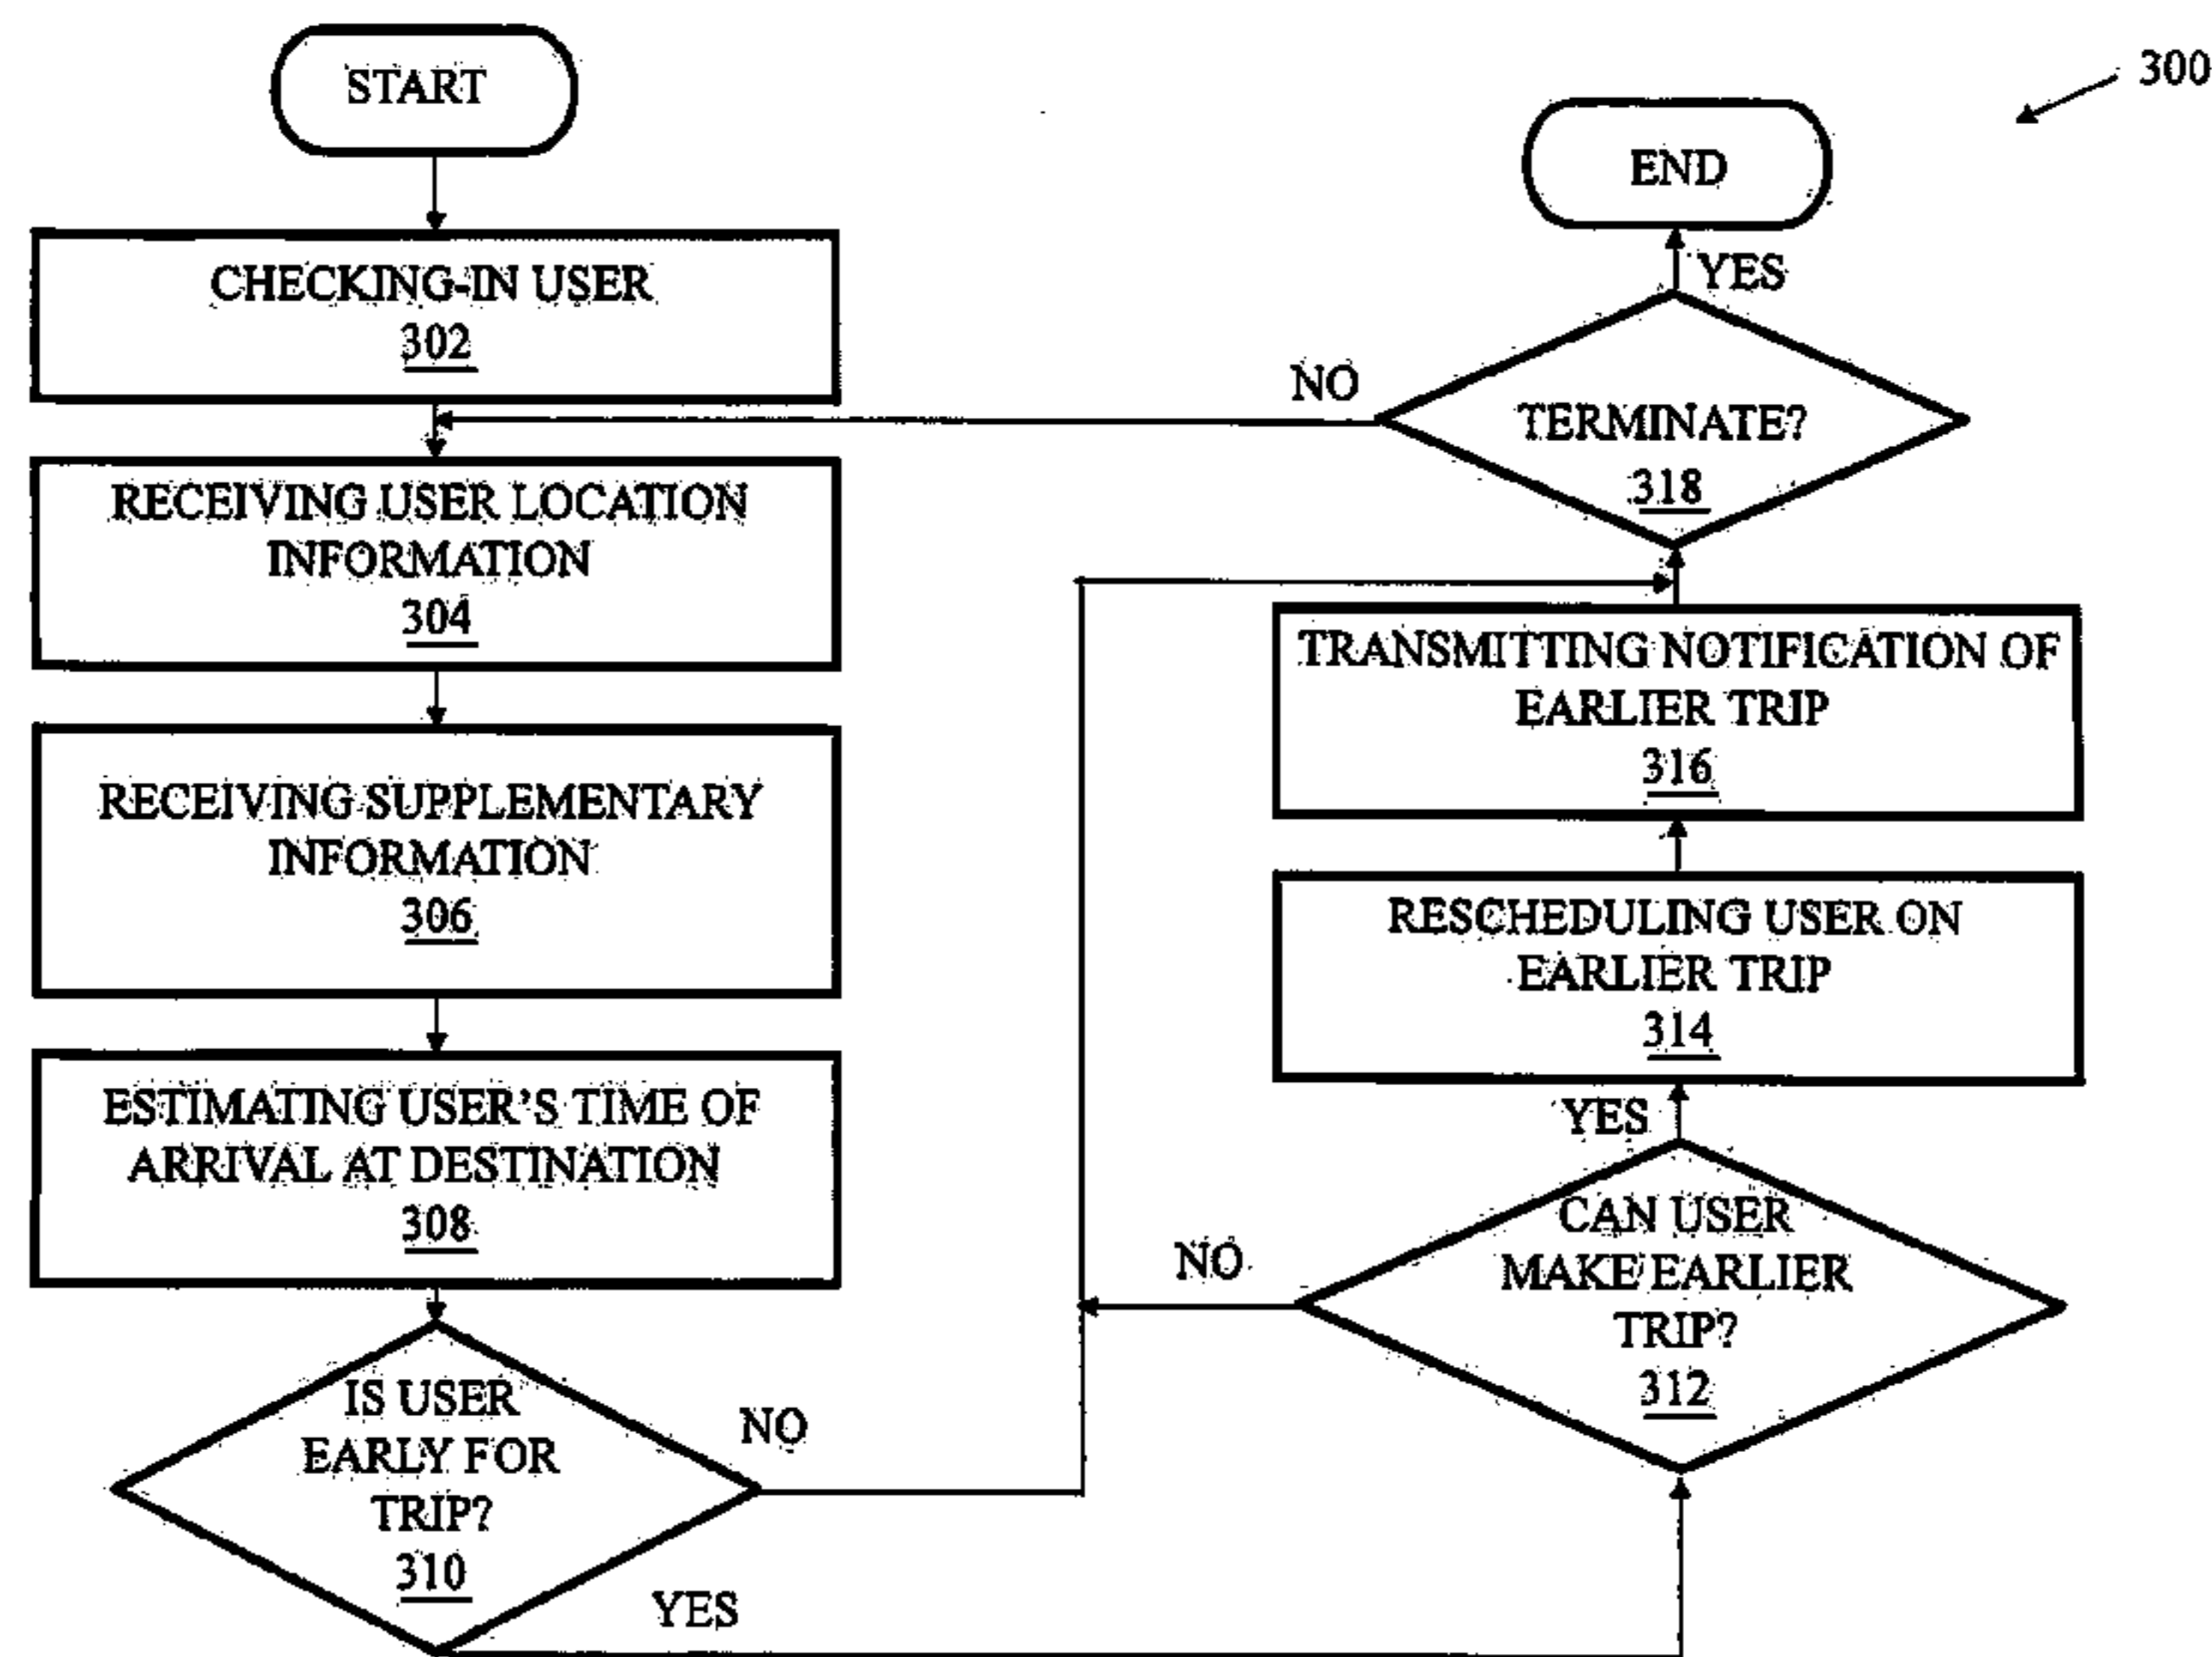 START
CHECKING-IN USER
302
RECEIVING USER LOCATION
INFORMATION
304
RECEIVING SUPPLEMENTARY
INFORMATION
306
ESTIMATING USER'S TIME OF
ARRIVAL AT DESTINATION
308
IS USER
EARLY FOR
TRIP?
310
NO
YES
300
END
YES
NO
TERMINATE?
318
TRANSMITTING NOTIFICATION OF
EARLIER TRIP
316
RESCHEDULING USER ON
EARLIER TRIP
314
YES
NO
CAN USER
MAKE EARLIER
TRIP?
312